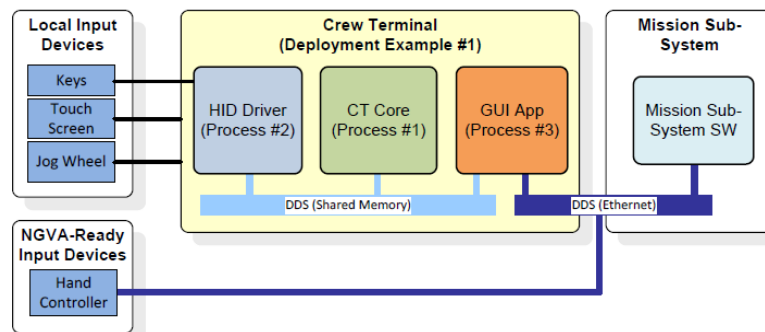 Local Input
Devices
Keys
Touch
Screen
Jog Wheel
NGVA-Ready
Input Devices
Hand
Controller
Crew Terminal
(Deployment Example #1)
HID Driver
(Process #2)
CT Core
(Process #1)
GUI App
(Process #3)
DDS (Shared Memory)
DDS (Ethernet)
Mission Sub-
System
Mission Sub-
System SW